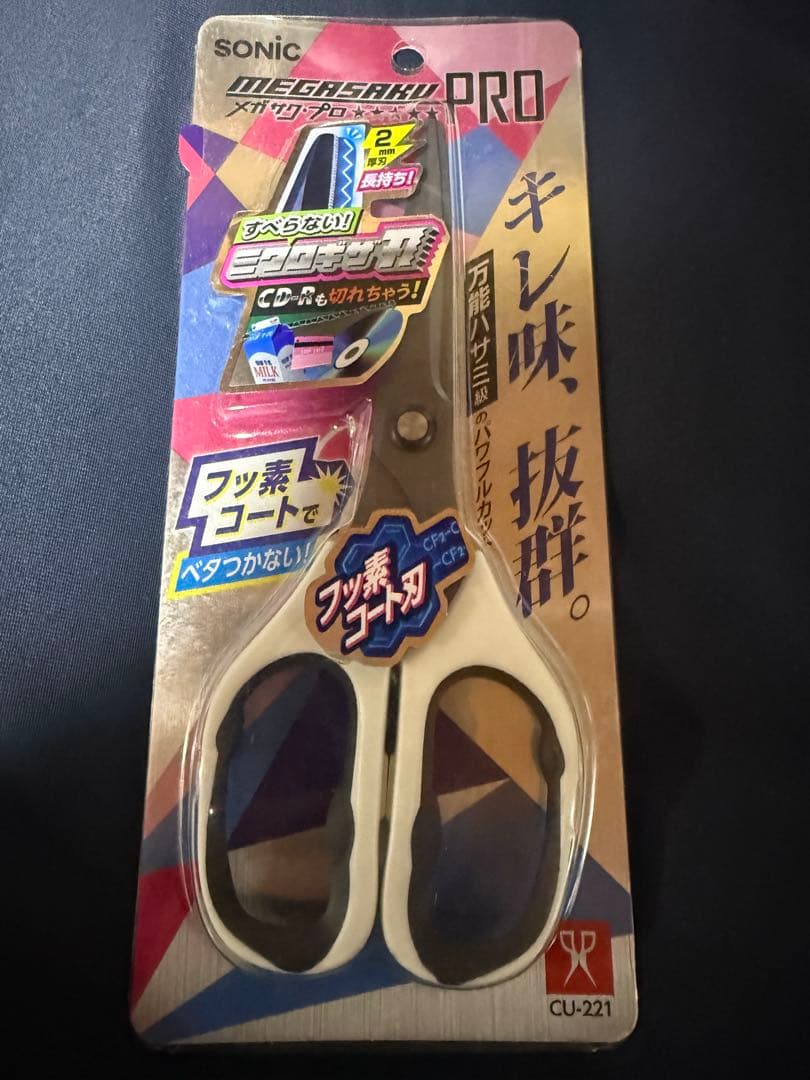 SONiC
MEGASAKU PRO
メガサク・プロ★★★★★
2
mm
厚刃
長持ち!
すべらない!
ミクロギザ刃
CD-Rも切れちゃう!
MILK
キレ味、抜群。
万能ハサミ級のパワフルカット
フッ素
コートで
ベタつかない!
CF2-C
-CF2-
フッ素
コート刃
CU-221